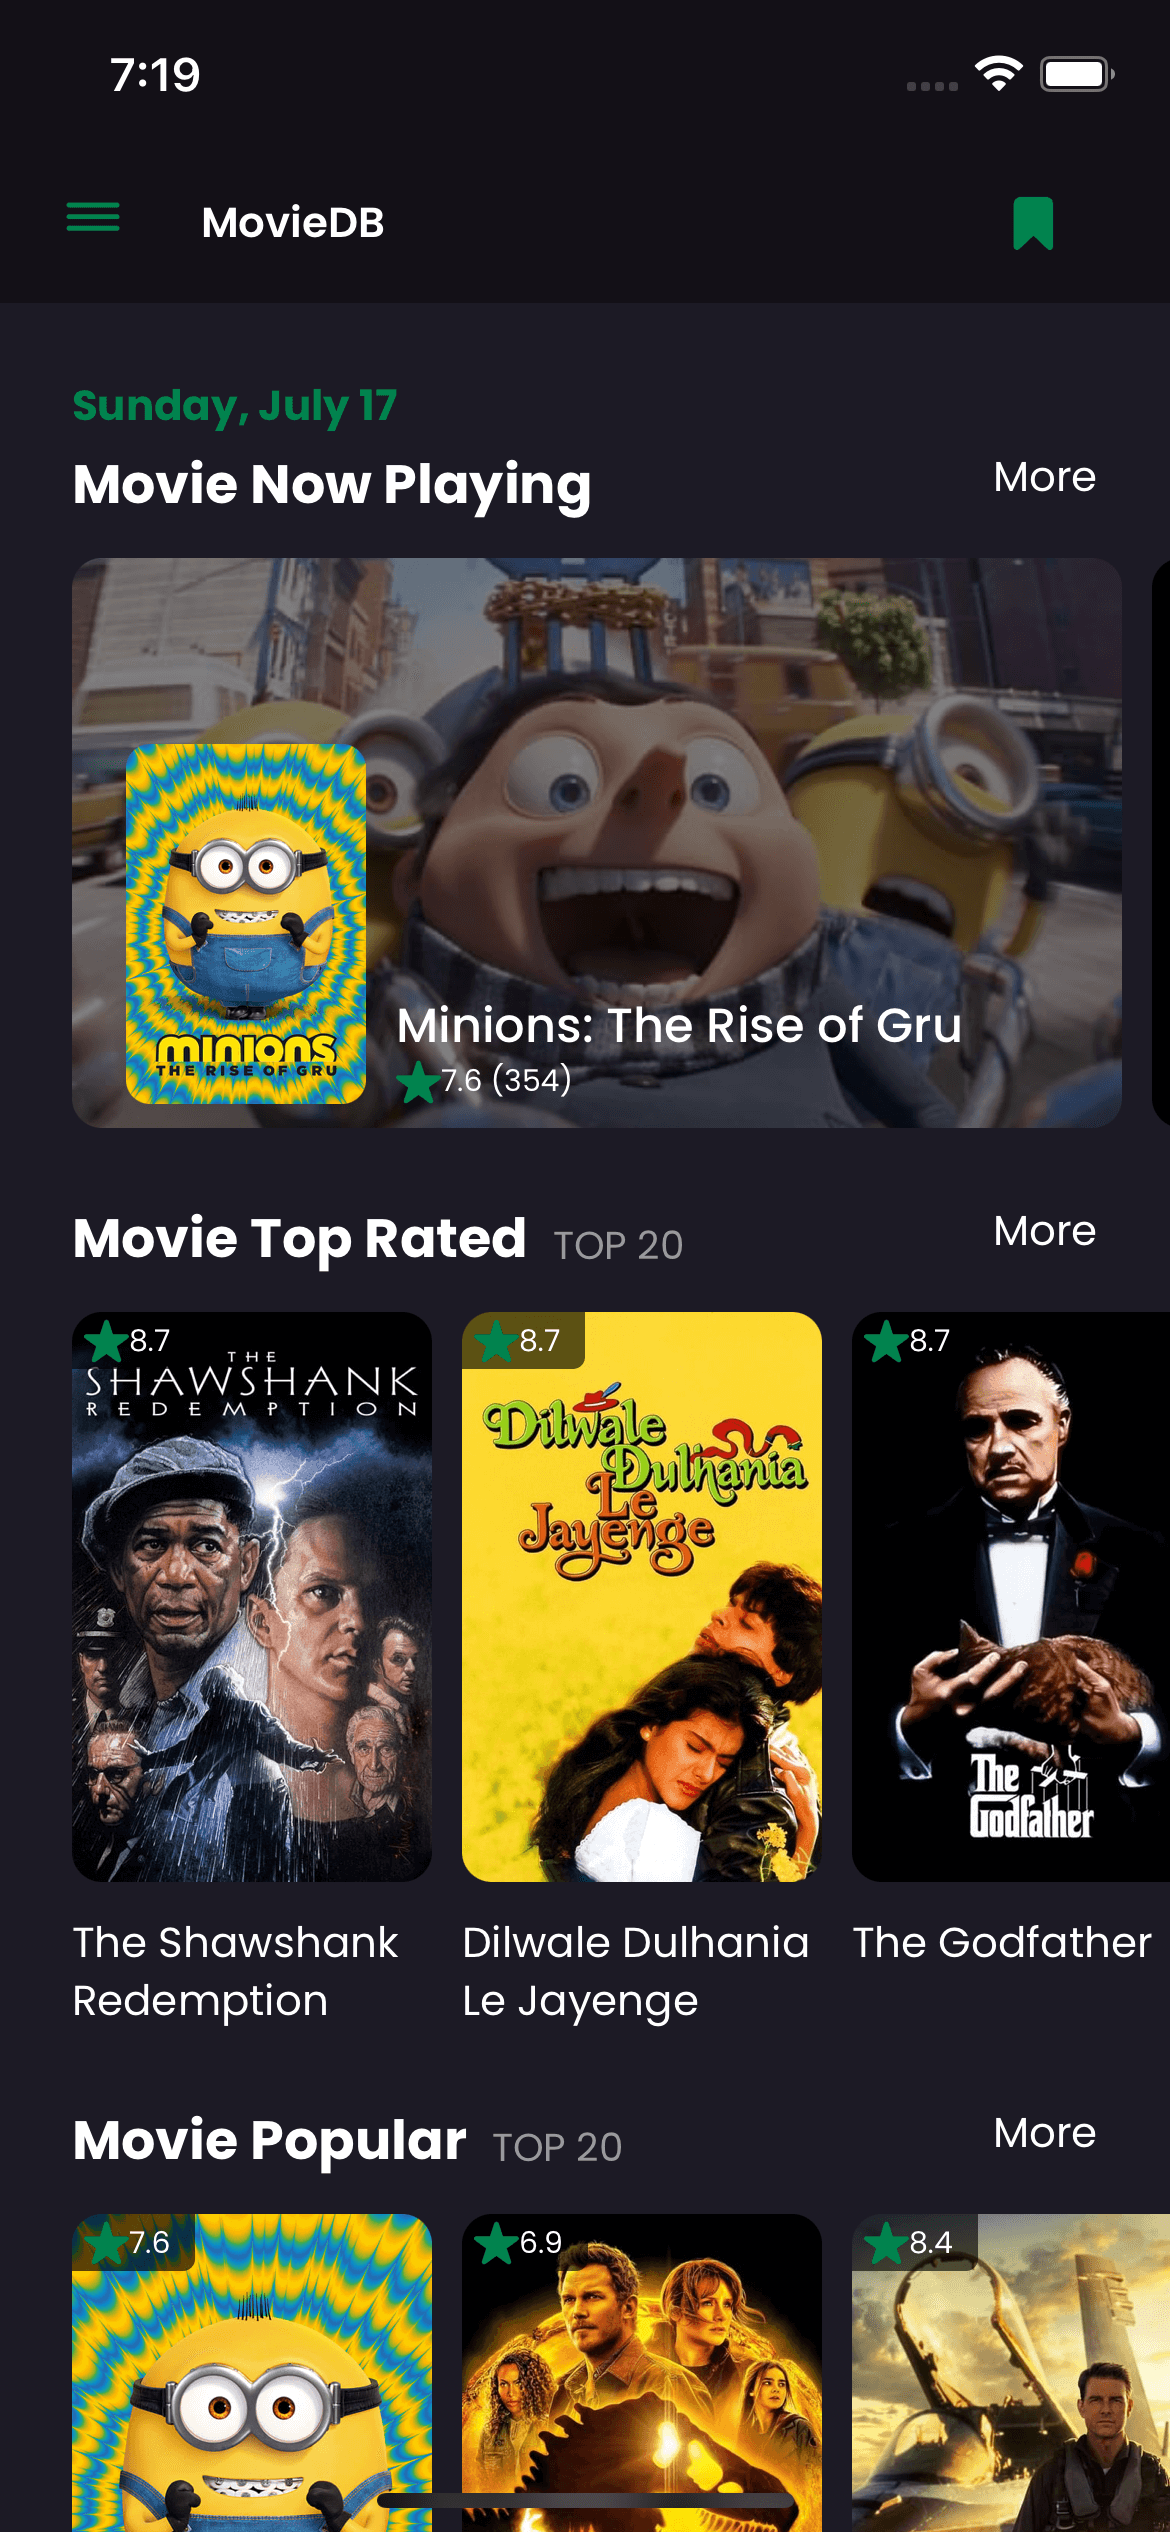 7:19
MovieDB
Sunday, July 17
Movie Now Playing
More
minions
THE RISE OF GRU
Minions: The Rise of Gru
7.6 (354)
Movie Top Rated TOP 20
More
8.7
THE
SHAWSHANK
REDEMPTION
8.7
Dilwale
Dulhania
Le
Jayenge
8.7
The
Godfather
The Shawshank
Redemption
Dilwale Dulhania
Le Jayenge
The Godfather
Movie Popular TOP 20
More
7.6
6.9
8.4